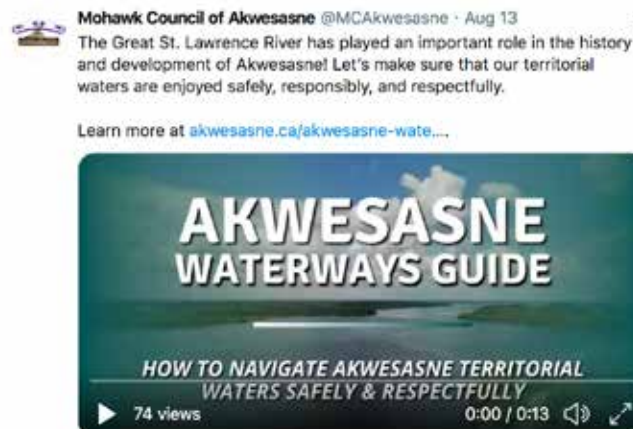 Mohawk Council of Akwesasne @MCAkwesasne · Aug 13
The Great St. Lawrence River has played an important role in the history
and development of Akwesasne! Let's make sure that our territorial
waters are enjoyed safely, responsibly, and respectfully.
Learn more at akwesasne.ca/akwesasne-wate....
AKWESASNE
WATERWAYS GUIDE
HOW TO NAVIGATE AKWESASNE TERRITORIAL
WATERS SAFELY & RESPECTFULLY
74 views 0:00 / 0:13